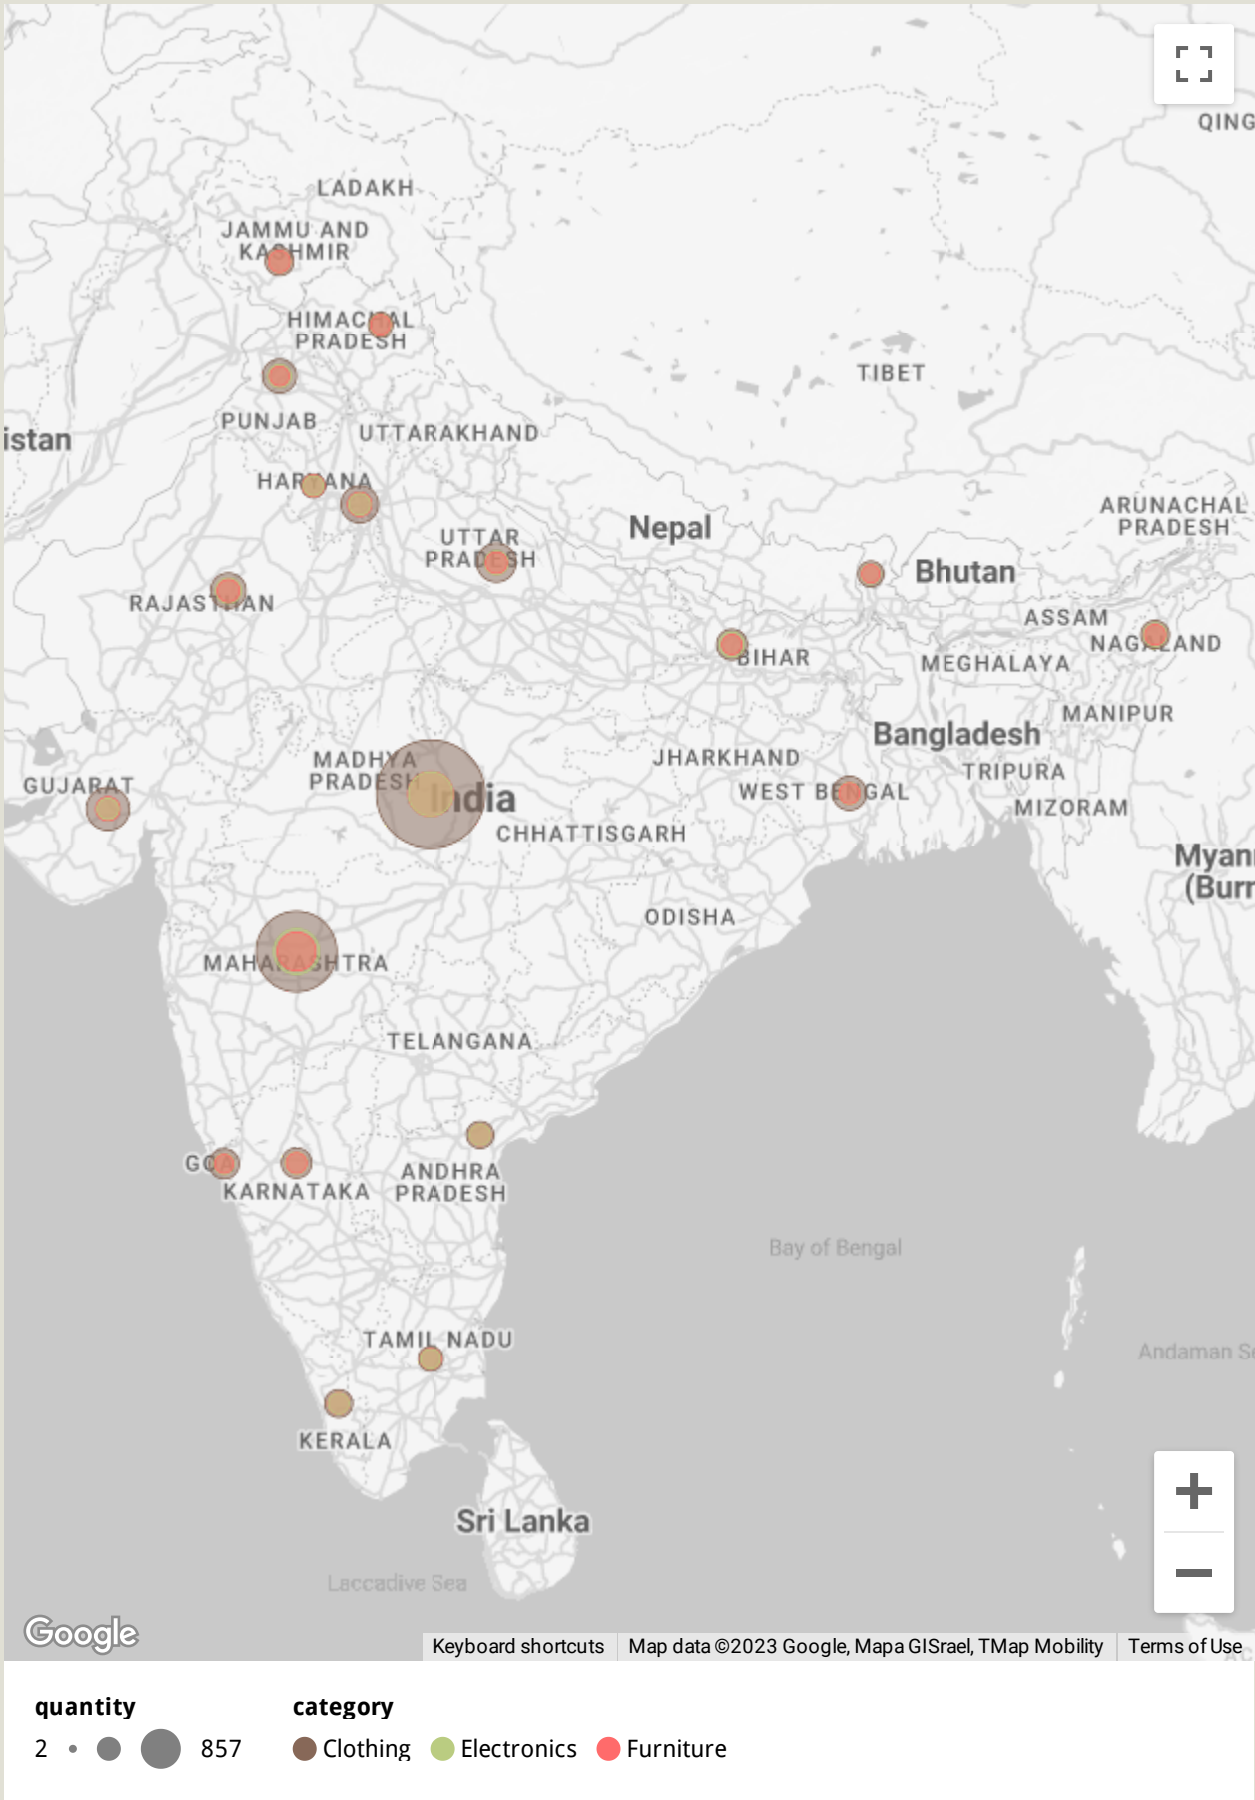 QING
LADAKH
JAMMU AND
KASHMIR
HIMACHAL
PRADESH
TIBET
PUNJAB
UTTARAKHAND
istan
HARYANA
ARUNACHAL
PRADESH
Nepal
UTTAR
PRADESH
Bhutan
RAJASTHAN
ASSAM
NAGALAND
BIHAR
MEGHALAYA
MANIPUR
Bangladesh
MADHYA
PRADESH
JHARKHAND
TRIPURA
GUJARAT
WEST BENGAL
India
MIZORAM
CHHATTISGARH
Myan
(Burr
ODISHA
MAHARASHTRA
TELANGANA
GOA
ANDHRA
PRADESH
KARNATAKA
Bay of Bengal
TAMIL NADU
Andaman Se
KERALA
Sri Lanka
Laccadive Sea
Google
Keyboard shortcuts
Map data ©2023 Google, Mapa GISrael, TMap Mobility
Terms of Use
quantity
2 857
category
Clothing Electronics Furniture